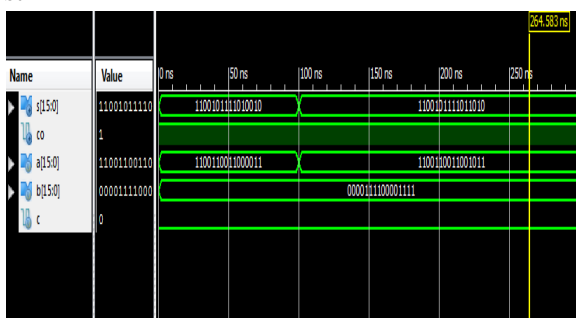 264.583 ns
Name Value 0 ns 50 ns 100 ns 150 ns 200 ns 250 ns
s[15:0] 11001011110 1100101111010010 1100101111011010
co 1
a[15:0] 11001100110 1100110011000011 1100110011001011
b[15:0] 00001111000 0000111100001111
c 0